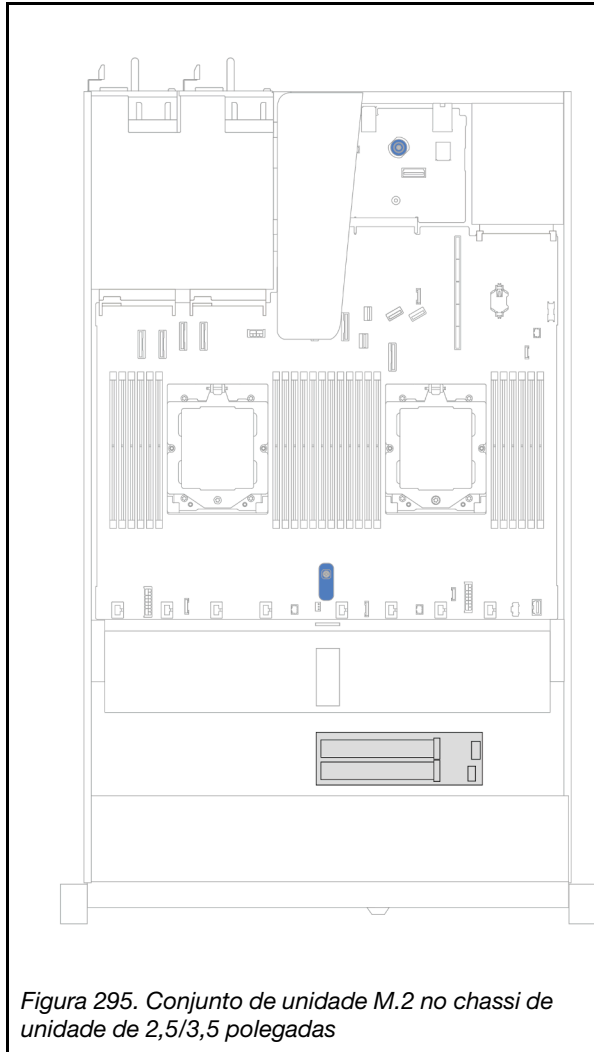 Figura 295. Conjunto de unidade M.2 no chassi de
unidade de 2,5/3,5 polegadas